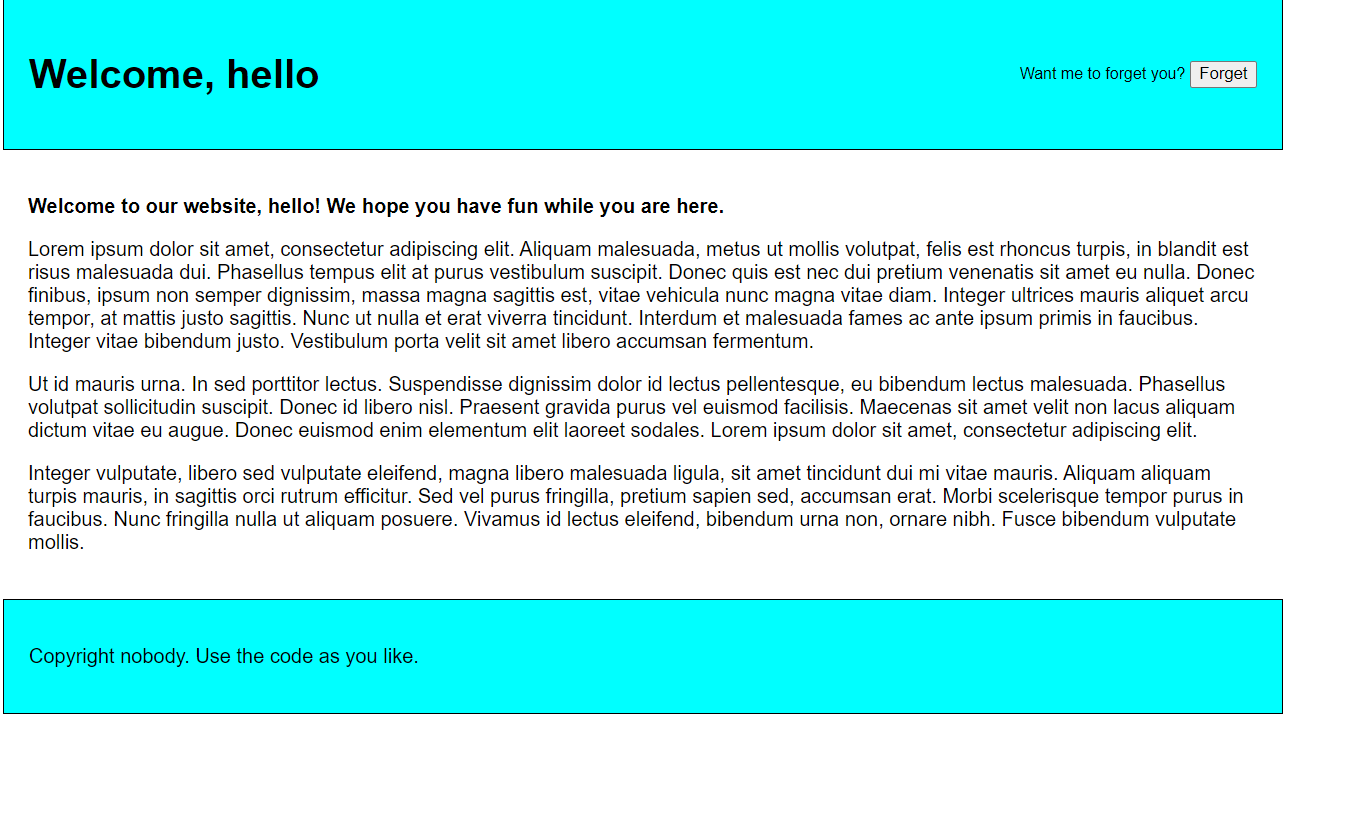 Welcome, hello
Want me to forget you? Forget
Welcome to our website, hello! We hope you have fun while you are here.
Lorem ipsum dolor sit amet, consectetur adipiscing elit. Aliquam malesuada, metus ut mollis volutpat, felis est rhoncus turpis, in blandit est
risus malesuada dui. Phasellus tempus elit at purus vestibulum suscipit. Donec quis est nec dui pretium venenatis sit amet eu nulla. Donec
finibus, ipsum non semper dignissim, massa magna sagittis est, vitae vehicula nunc magna vitae diam. Integer ultrices mauris aliquet arcu
tempor, at mattis justo sagittis. Nunc ut nulla et erat viverra tincidunt. Interdum et malesuada fames ac ante ipsum primis in faucibus.
Integer vitae bibendum justo. Vestibulum porta velit sit amet libero accumsan fermentum.
Ut id mauris urna. In sed porttitor lectus. Suspendisse dignissim dolor id lectus pellentesque, eu bibendum lectus malesuada. Phasellus
volutpat sollicitudin suscipit. Donec id libero nisl. Praesent gravida purus vel euismod facilisis. Maecenas sit amet velit non lacus aliquam
dictum vitae eu augue. Donec euismod enim elementum elit laoreet sodales. Lorem ipsum dolor sit amet, consectetur adipiscing elit.
Integer vulputate, libero sed vulputate eleifend, magna libero malesuada ligula, sit amet tincidunt dui mi vitae mauris. Aliquam aliquam
turpis mauris, in sagittis orci rutrum efficitur. Sed vel purus fringilla, pretium sapien sed, accumsan erat. Morbi scelerisque tempor purus in
faucibus. Nunc fringilla nulla ut aliquam posuere. Vivamus id lectus eleifend, bibendum urna non, ornare nibh. Fusce bibendum vulputate
mollis.
Copyright nobody. Use the code as you like.